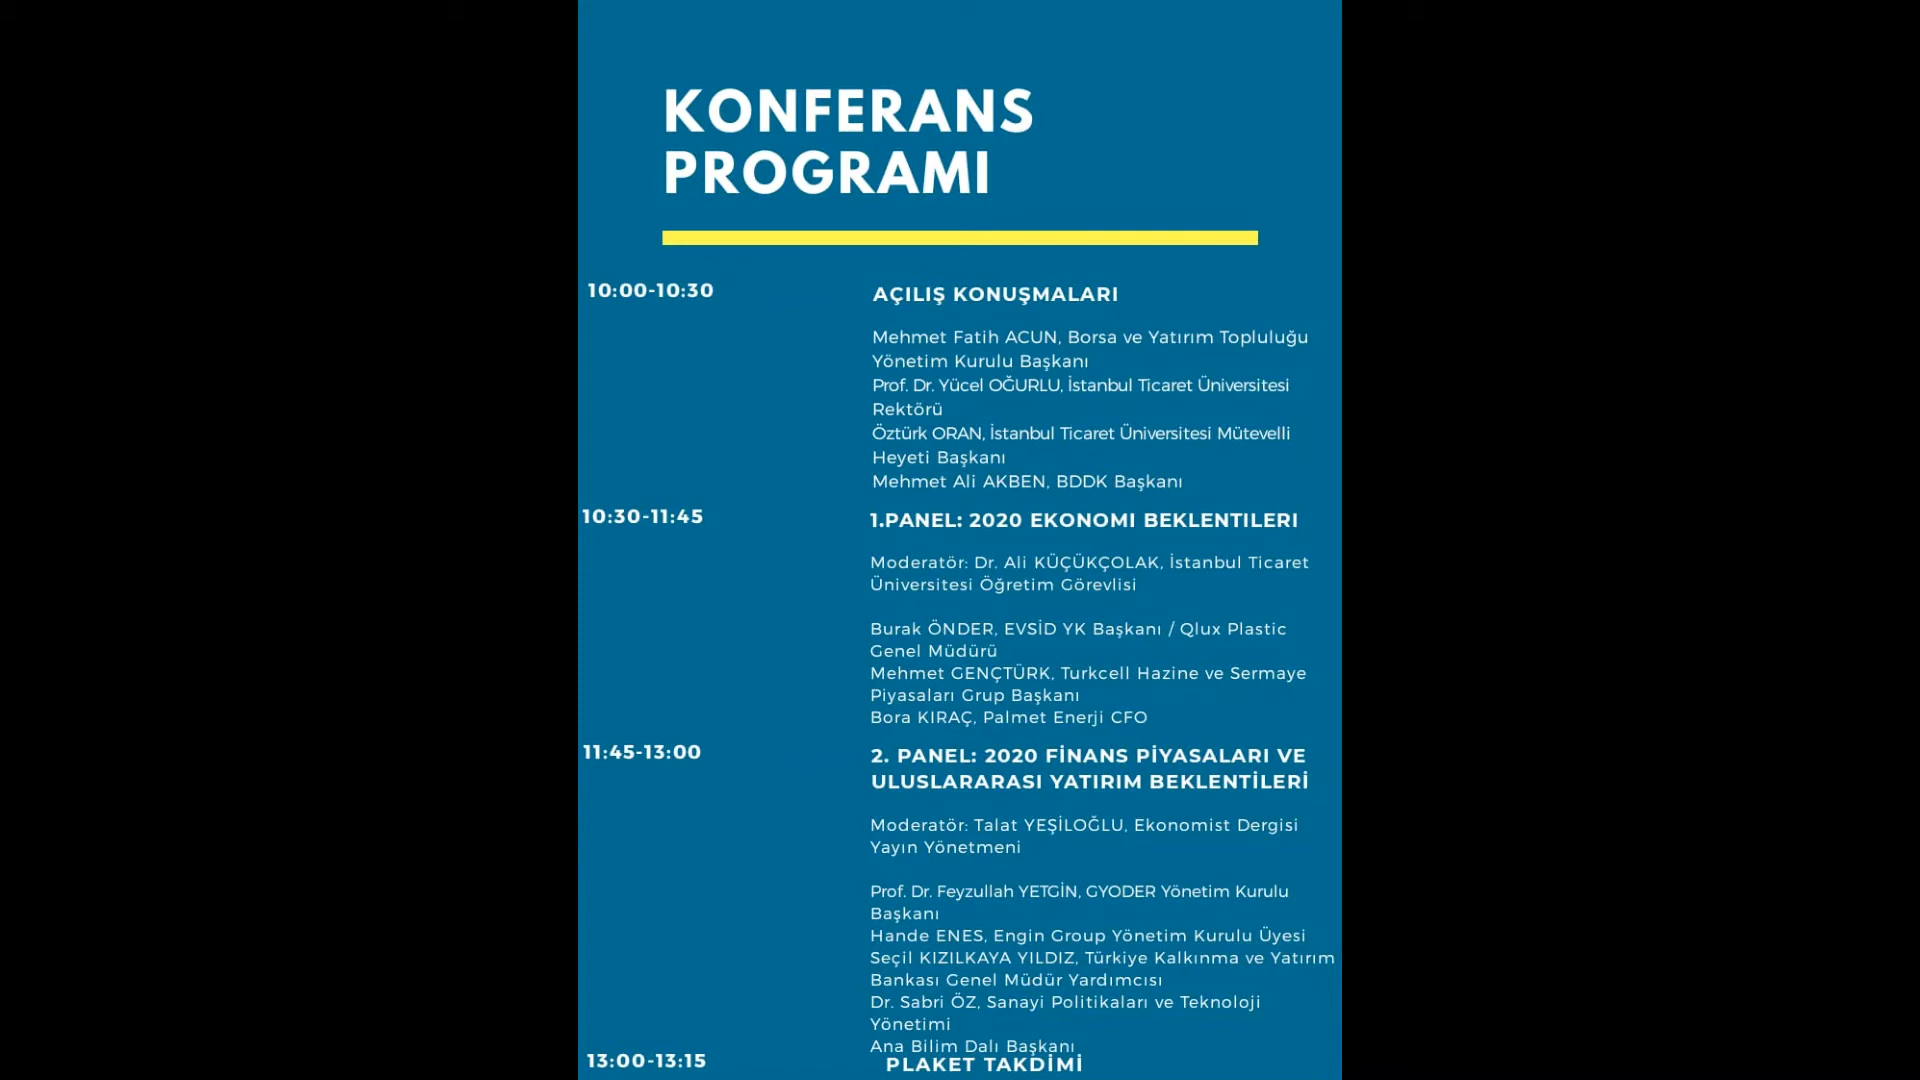 KONFERANS
PROGRAMI
10:00-10:30
AÇILIŞ KONUŞMALARI
Mehmet Fatih ACUN, Borsa ve Yatırım Topluluğu
Yönetim Kurulu Başkanı
Prof. Dr. Yücel OĞURLU, İstanbul Ticaret Üniversitesi
Rektörü
Öztürk ORAN, İstanbul Ticaret Üniversitesi Mütevelli
Heyeti Başkanı
Mehmet Ali AKBEN, BDDK Başkanı
10:30-11:45
1.PANEL: 2020 EKONOMI BEKLENTILERI
Moderatör: Dr. Ali KÜÇÜKÇOLAK, İstanbul Ticaret
Üniversitesi Öğretim Görevlisi
Burak ÖNDER, EVSİD YK Başkanı / Qlux Plastic
Genel Müdürü
Mehmet GENÇTÜRK, Turkcell Hazine ve Sermaye
Piyasaları Grup Başkanı
Bora KIRAÇ, Palmet Enerji CFO
11:45-13:00
2. PANEL: 2020 FİNANS PİYASALARI VE
ULUSLARARASI YATIRIM BEKLENTİLERİ
Moderatör: Talat YEŞİLOĞLU, Ekonomist Dergisi
Yayın Yönetmeni
Prof. Dr. Feyzullah YETGİN, GYODER Yönetim Kurulu
Başkanı
Hande ENES, Engin Group Yönetim Kurulu Üyesi
Seçil KIZILKAYA YILDIZ, Türkiye Kalkınma ve Yatırım
Bankası Genel Müdür Yardımcısı
Dr. Sabri ÖZ, Sanayi Politikaları ve Teknoloji
Yönetimi
Ana Bilim Dalı Başkanı
13:00-13:15
PLAKET TAKDİMİ